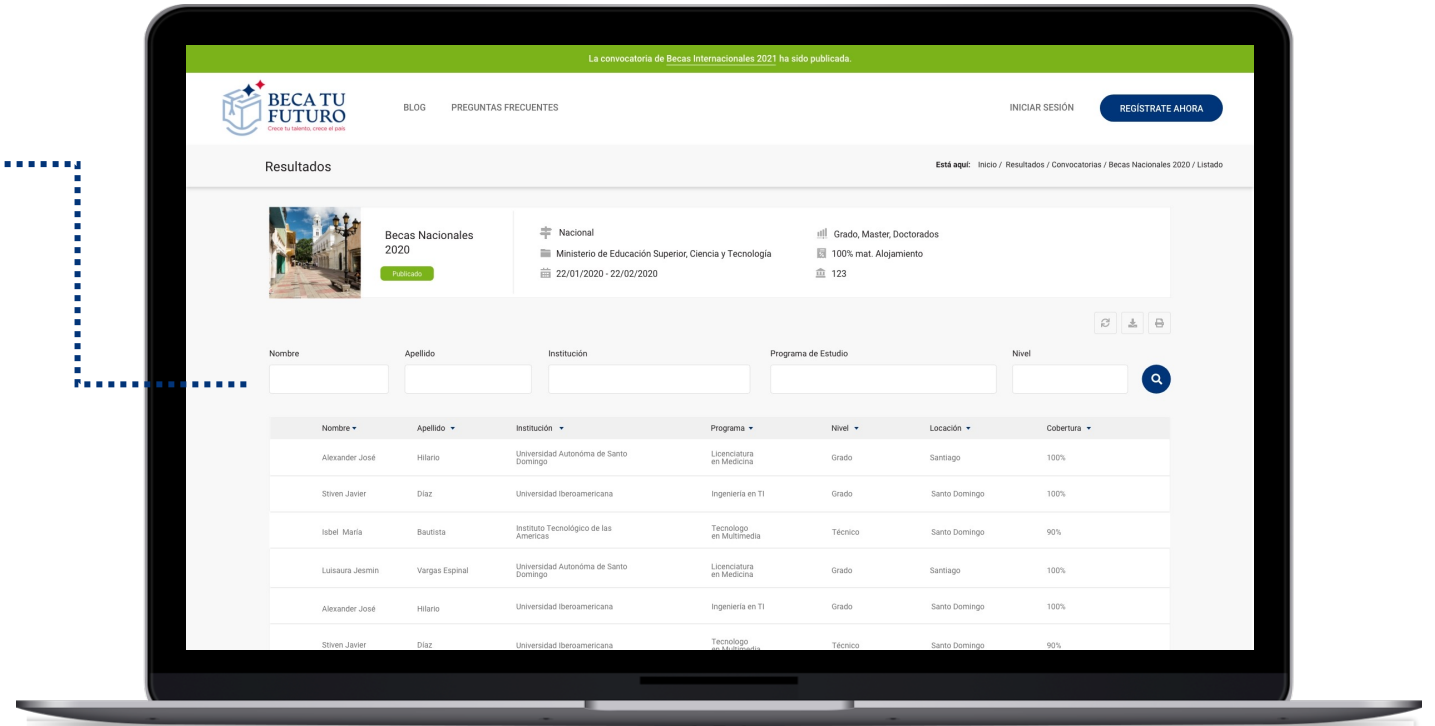 La convocatoria de Becas Internacionales 2021 ha sido publicada.
BECA TU
FUTURO
Crece tu talento, crece el país
BLOG PREGUNTAS FRECUENTES INICIAR SESIÓN REGÍSTRATE AHORA
Resultados Está aquí: Inicio / Resultados / Convocatorias / Becas Nacionales 2020 / Listado
Becas Nacionales
2020
Publicado
Nacional
Ministerio de Educación Superior, Ciencia y Tecnología
22/01/2020 - 22/02/2020
Grado, Master, Doctorados
100% mat. Alojamiento
123
Nombre Apellido Institución Programa de Estudio Nivel
Nombre Apellido Institución Programa Nivel Locación Cobertura
Alexander José Hilario Universidad Autonóma de Santo Domingo Licenciatura en Medicina Grado Santiago 100%
Stiven Javier Díaz Universidad Iberoamericana Ingeniería en TI Grado Santo Domingo 100%
Isbel María Bautista Instituto Tecnológico de las Americas Tecnologo en Multimedia Técnico Santo Domingo 90%
Luisaura Jesmin Vargas Espinal Universidad Autonóma de Santo Domingo Licenciatura en Medicina Grado Santiago 100%
Alexander José Hilario Universidad Iberoamericana Ingeniería en TI Grado Santo Domingo 100%
Stiven Javier Díaz Universidad Iberoamericana Tecnologo en Multimedia Técnico Santo Domingo 90%